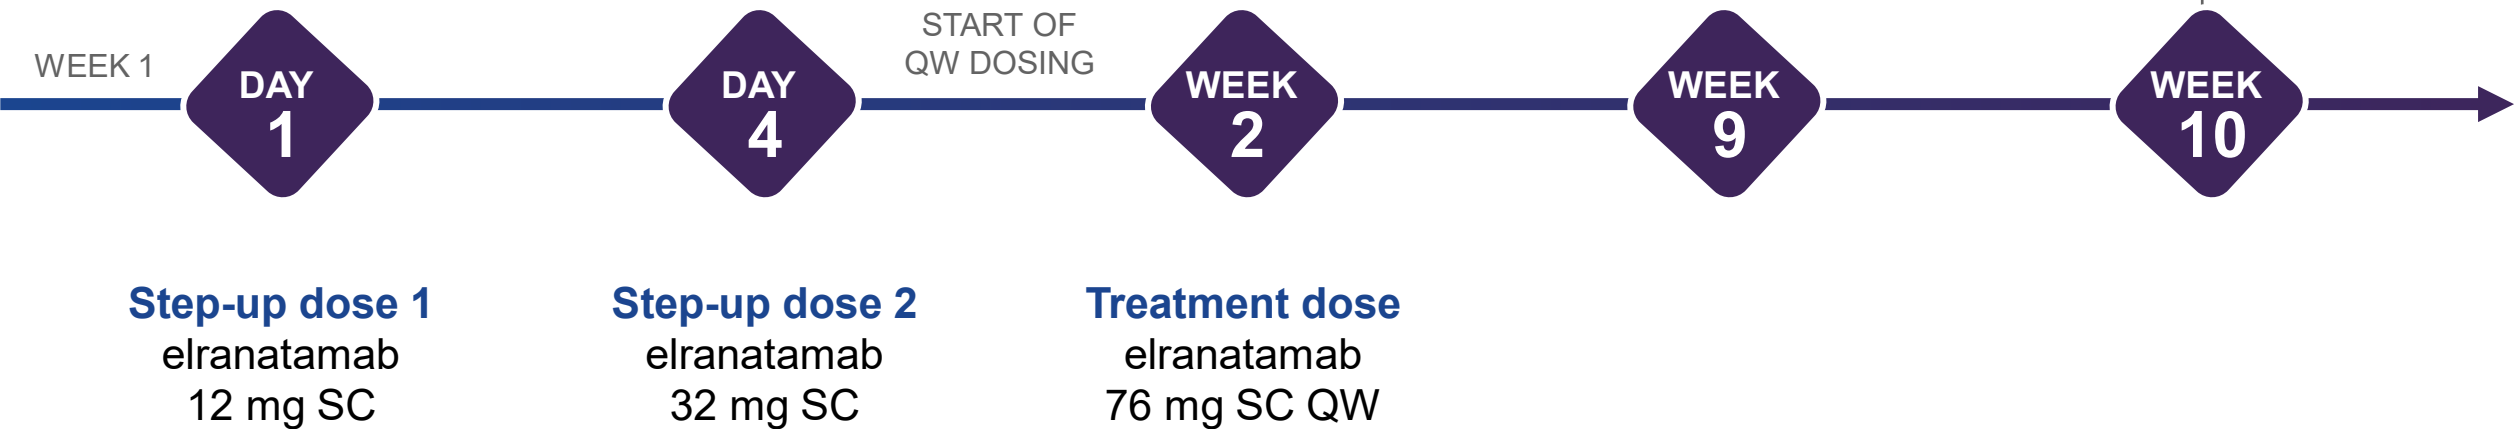 WEEK 1
DAY
1
DAY
4
START OF
QW DOSING
WEEK
2
WEEK
9
WEEK
10
Step-up dose 1
elranatamab
12 mg SC
Step-up dose 2
elranatamab
32 mg SC
Treatment dose
elranatamab
76 mg SC QW